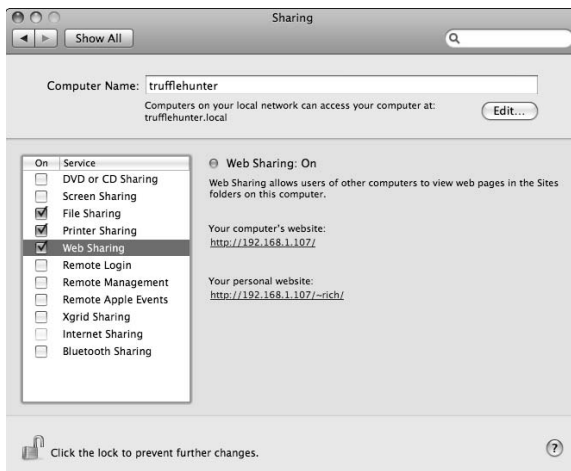 Sharing
Show All
Computer Name: trufflehunter
Computers on your local network can access your computer at:
trufflehunter.local
Edit...
On Service
DVD or CD Sharing
Screen Sharing
File Sharing
Printer Sharing
Web Sharing
Remote Login
Remote Management
Remote Apple Events
Xgrid Sharing
Internet Sharing
Bluetooth Sharing
Web Sharing: On
Web Sharing allows users of other computers to view web pages in the Sites
folders on this computer.
Your computer's website:
http://192.168.1.107/
Your personal website:
http://192.168.1.107/~rich/
Click the lock to prevent further changes.
?